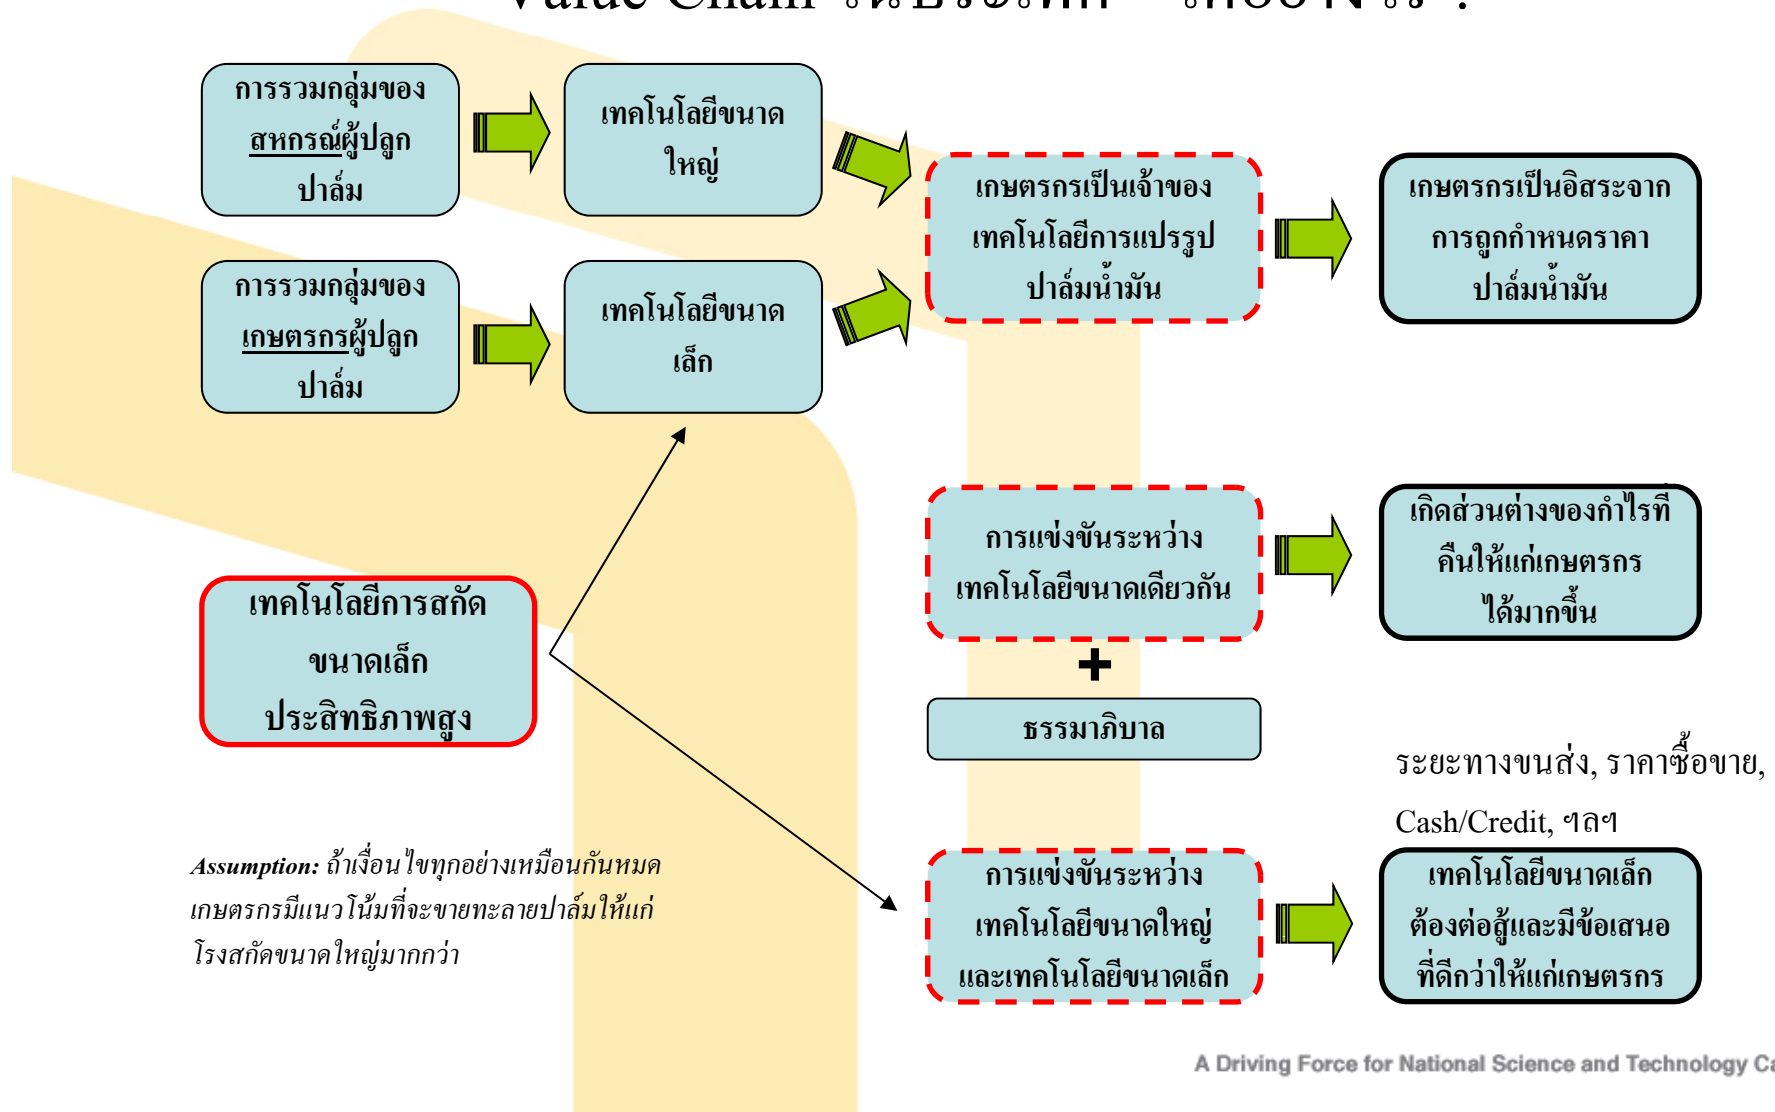 Value Chain
การรวมกลุ่มของ
สหกรณ์ผู้ปลูก
ปาล์ม
เทคโนโลยีขนาด
ใหญ่
เกษตรกรเป็นเจ้าของ
เทคโนโลยีการแปรรูป
ปาล์มน้ำมัน
เกษตรกรเป็นอิสระจาก
การถูกกำหนดราคา
ปาล์มน้ำมัน
การรวมกลุ่มของ
เกษตรกรผู้ปลูก
ปาล์ม
เทคโนโลยีขนาด
เล็ก
การแข่งขันระหว่าง
เทคโนโลยีขนาดเดียวกัน
เกิดส่วนต่างของกำไรที่
คืนให้แก่เกษตรกร
ได้มากขึ้น
เทคโนโลยีการสกัด
ขนาดเล็ก
ประสิทธิภาพสูง
+
ธรรมาภิบาล
ระยะทางขนส่ง, ราคาซื้อขาย,
Cash/Credit, ฯลฯ
Assumption: ถ้าเงื่อนไขทุกอย่างเหมือนกันหมด
เกษตรกรมีแนวโน้มที่จะขายทะลายปาล์มให้แก่
โรงสกัดขนาดใหญ่มากกว่า
การแข่งขันระหว่าง
เทคโนโลยีขนาดใหญ่
และเทคโนโลยีขนาดเล็ก
เทคโนโลยีขนาดเล็ก
ต้องต่อสู้และมีข้อเสนอ
ที่ดีกว่าให้แก่เกษตรกร
A Driving Force for National Science and Technology Ca